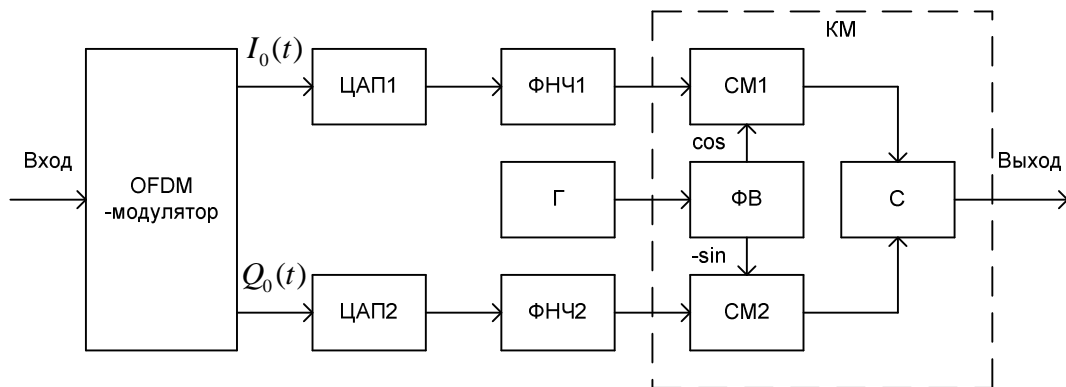 КМ
I₀(t)
ЦАП1
ФНЧ1
СМ1
cos
Вход
OFDM
-модулятор
Г
ФВ
С
Выход
-sin
Q₀(t)
ЦАП2
ФНЧ2
СМ2